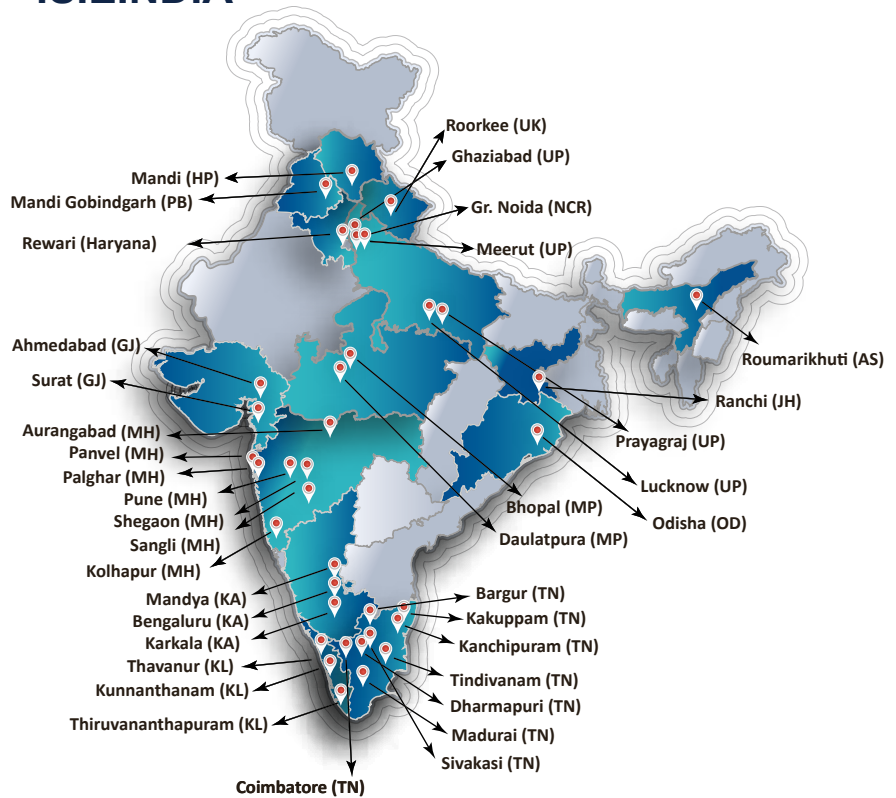 Roorkee (UK)
Ghaziabad (UP)
Mandi (HP)
Mandi Gobindgarh (PB)
Gr. Noida (NCR)
Rewari (Haryana)
Meerut (UP)
Ahmedabad (GJ)
Roumarikhuti (AS)
Surat (GJ)
Ranchi (JH)
Aurangabad (MH)
Prayagraj (UP)
Panvel (MH)
Palghar (MH)
Lucknow (UP)
Pune (MH)
Bhopal (MP)
Shegaon (MH)
Odisha (OD)
Daulatpura (MP)
Sangli (MH)
Kolhapur (MH)
Bargur (TN)
Mandya (KA)
Kakuppam (TN)
Bengaluru (KA)
Karkala (KA)
Kanchipuram (TN)
Thavanur (KL)
Tindivanam (TN)
Kunnanthanam (KL)
Dharmapuri (TN)
Thiruvananthapuram (KL)
Madurai (TN)
Sivakasi (TN)
Coimbatore (TN)